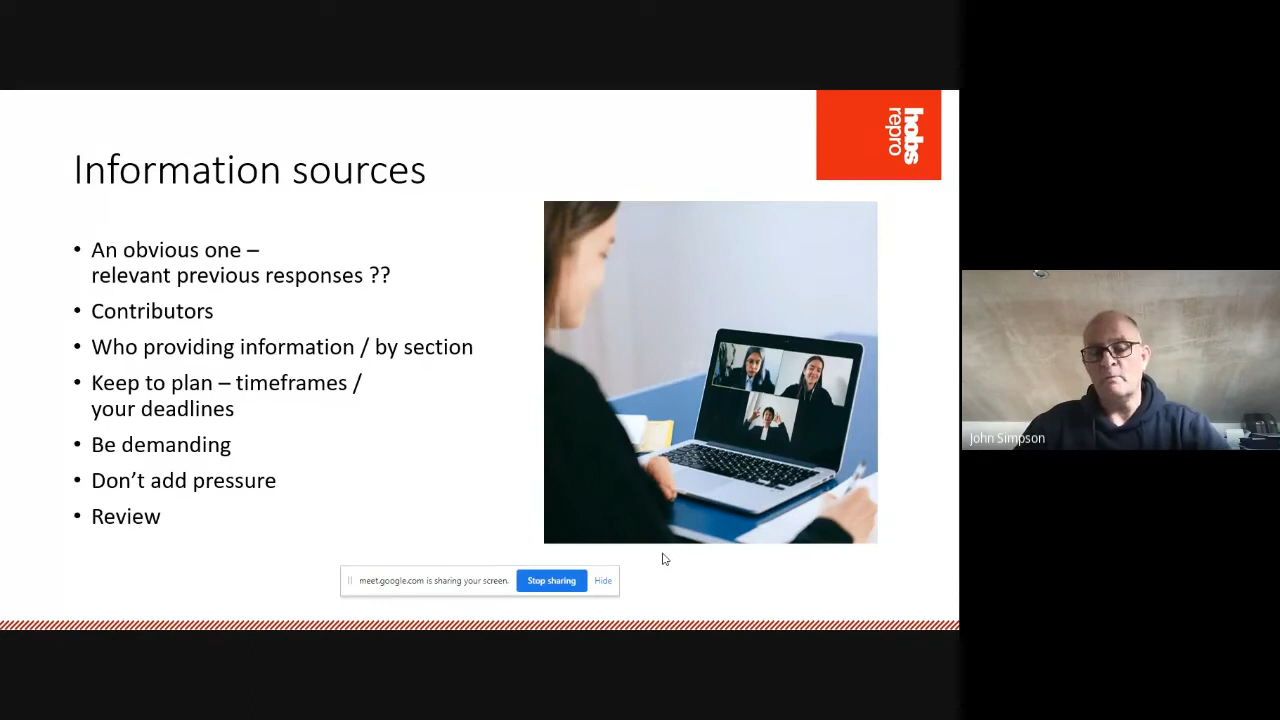 hobs
repro
Information sources
• An obvious one –
relevant previous responses ??
• Contributors
• Who providing information / by section
• Keep to plan – timeframes /
your deadlines
• Be demanding
• Don’t add pressure
• Review
John Simpson
meet.google.com is sharing your screen.
Stop sharing
Hide